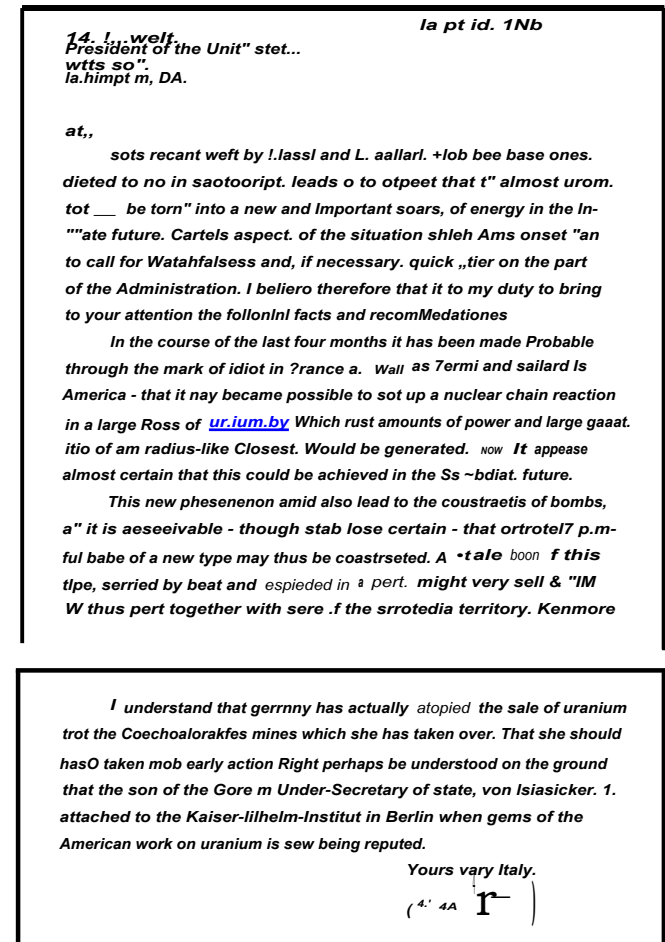 la pt id. 1Nb
14. !,..welt.
President of the Unit" stet...
wtts so".
la.himpt m, DA.
at,,
sots recant weft by !.lassl and L. aallarl. +lob bee base ones.
dieted to no in saotooript. leads o to otpeet that t" almost urom.
tot __ be torn" into a new and Important soars, of energy in the ln-
""ate future. Cartels aspect. of the situation shleh Ams onset "an
to call for Watahfalsess and, if necessary. quick „tier on the part
of the Administration. I beliero therefore that it to my duty to bring
to your attention the follonlnl facts and recomMedationes
In the course of the last four months it has been made Probable
through the mark of idiot in ?rance a. Wall as 7ermi and sailard Is
America - that it nay became possible to sot up a nuclear chain reaction
in a large Ross of ur.ium.by Which rust amounts of power and large gaaat.
itio of am radius-like Closest. Would be generated. NOW It appease
almost certain that this could be achieved in the Ss ~bdiat. future.
This new phesenenon amid also lead to the coustraetis of bombs,
a" it is aeseeivable - though stab lose certain - that ortrotel7 p.m-
ful babe of a new type may thus be coastrseted. A •tale boon f this
tlpe, serried by beat and espieded in a pert. might very sell & "IM
W thus pert together with sere .f the srrotedia territory. Kenmore
I understand that gerrnny has actually atopied the sale of uranium
trot the Coechoalorakfes mines which she has taken over. That she should
hasO taken mob early action Right perhaps be understood on the ground
that the son of the Gore m Under-Secretary of state, von lsiasicker. 1.
attached to the Kaiser-lilhelm-Institut in Berlin when gems of the
American work on uranium is sew being reputed.
Yours vary Italy.
( 4.' 4A r— )